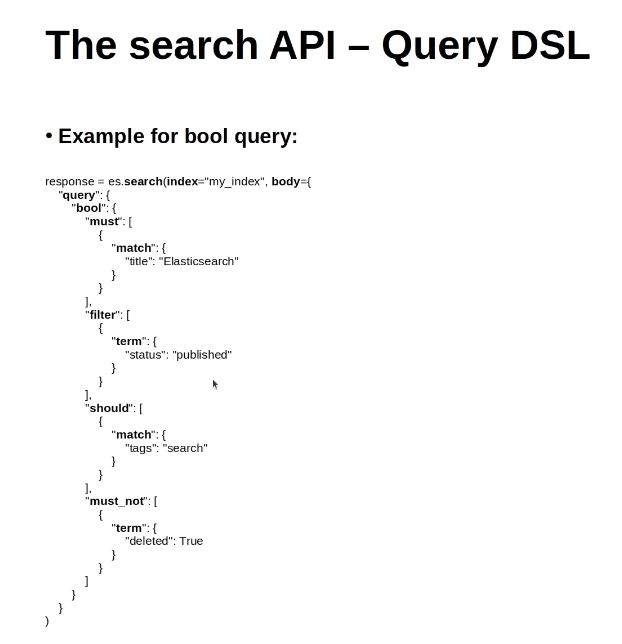 The search API – Query DSL
• Example for bool query:
response = es.search(index="my_index", body={
    "query": {
        "bool": {
            "must": [
                {
                    "match": {
                        "title": "Elasticsearch"
                    }
                }
            ],
            "filter": [
                {
                    "term": {
                        "status": "published"
                    }
                }
            ],
            "should": [
                {
                    "match": {
                        "tags": "search"
                    }
                }
            ],
            "must_not": [
                {
                    "term": {
                        "deleted": True
                    }
                }
            ]
        }
    }
)